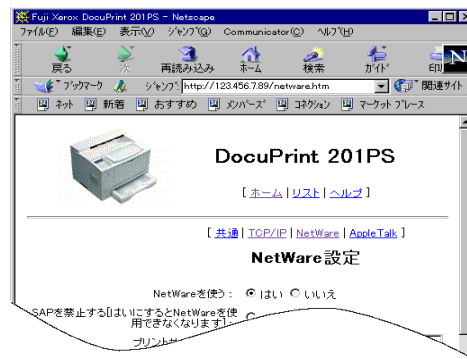 Fuji Xerox DocuPrint 201PS - Netscape
ファイル(F) 編集(E) 表示(V) ジャンプ(G) Communicator(C) ヘルプ(H)
戻る 再読み込み ホーム 検索 ガイド 印
ブックマーク ジャンプ: http://123.456.7.89/netware.htm 関連サイト
ネット 新着 おすすめ メンバーズ コネクション マーケットプレース
DocuPrint 201PS
[ ホーム | リスト | ヘルプ ]
[ 共通 | TCP/IP | NetWare | AppleTalk ]
NetWare設定
NetWareを使う: はい いいえ
SAPを禁止する[はいにするとNetWareを使
用できなくなります]:
プリント